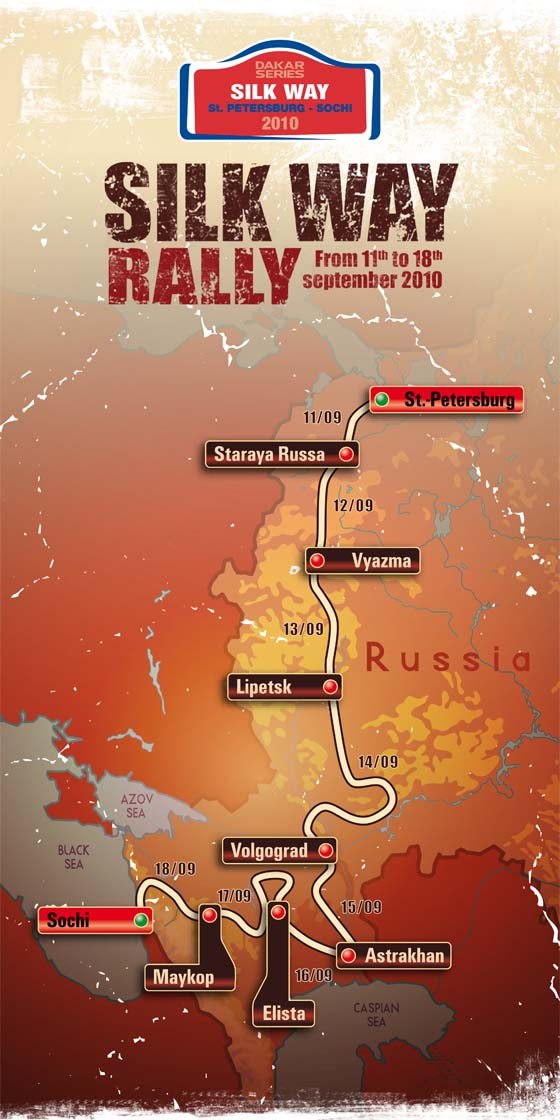 DAKAR
SERIES
SILK WAY
St. PETERSBURG - SOCHI
2010
SILK WAY
RALLY
From 11th to 18th
september 2010
St.-Petersburg
11/09
Staraya Russa
12/09
Vyazma
13/09
Russia
Lipetsk
14/09
AZOV
SEA
BLACK
SEA
Volgograd
18/09
17/09
15/09
Sochi
Astrakhan
Maykop
16/09
Elista
CASPIAN
SEA